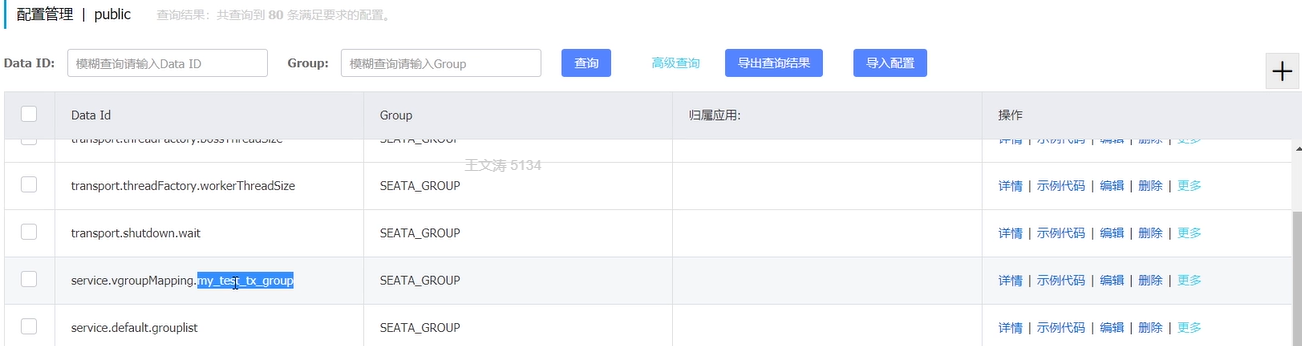 配置管理 | public 查询结果：共查询到 80 条满足要求的配置。
Data ID: 模糊查询请输入Data ID Group: 模糊查询请输入Group 查询 高级查询 导出查询结果 导入配置
Data Id Group 归属应用: 操作
transport.threadFactory.bossThreadSize SEATA_GROUP 详情 | 示例代码 | 编辑 | 删除 | 更多
王文涛 5134
transport.threadFactory.workerThreadSize SEATA_GROUP 详情 | 示例代码 | 编辑 | 删除 | 更多
transport.shutdown.wait SEATA_GROUP 详情 | 示例代码 | 编辑 | 删除 | 更多
service.vgroupMapping.my_test_tx_group SEATA_GROUP 详情 | 示例代码 | 编辑 | 删除 | 更多
service.default.grouplist SEATA_GROUP 详情 | 示例代码 | 编辑 | 删除 | 更多